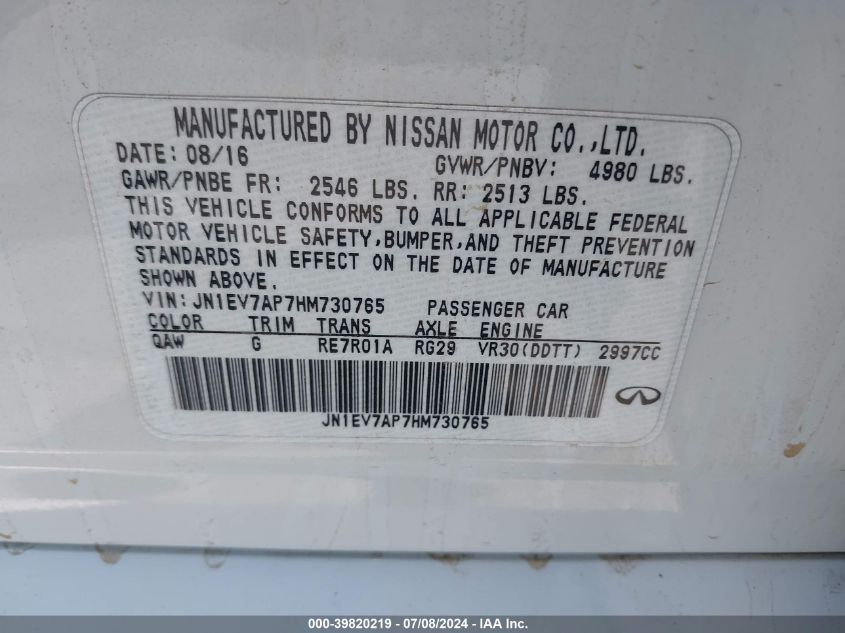 MANUFACTURED BY NISSAN MOTOR CO.,LTD.
DATE: 08/16 GVWR/PNBV: 4980 LBS.
GAWR/PNBE FR: 2546 LBS. RR: 2513 LBS.
THIS VEHICLE CONFORMS TO ALL APPLICABLE FEDERAL
MOTOR VEHICLE SAFETY,BUMPER,AND THEFT PREVENTION
STANDARDS IN EFFECT ON THE DATE OF MANUFACTURE
SHOWN ABOVE.
VIN: JN1EV7AP7HM730765 PASSENGER CAR
COLOR TRIM TRANS AXLE ENGINE
QAW G RE7R01A RG29 VR30(DDTT) 2997CC
JN1EV7AP7HM730765
000-39820219 - 07/08/2024 - IAA Inc.